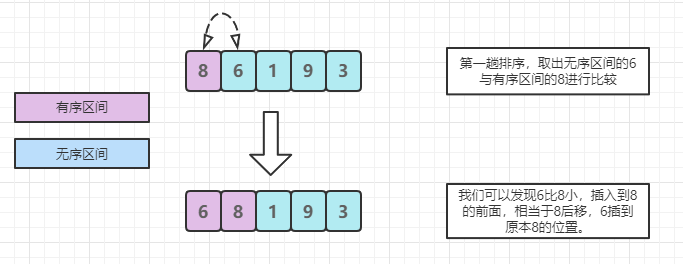 8 6 1 9 3
第一趟排序，取出无序区间的6
与有序区间的8进行比较
有序区间
无序区间
6 8 1 9 3
我们可以发现6比8小，插入到8
的前面，相当于8后移，6插到
原本8的位置。